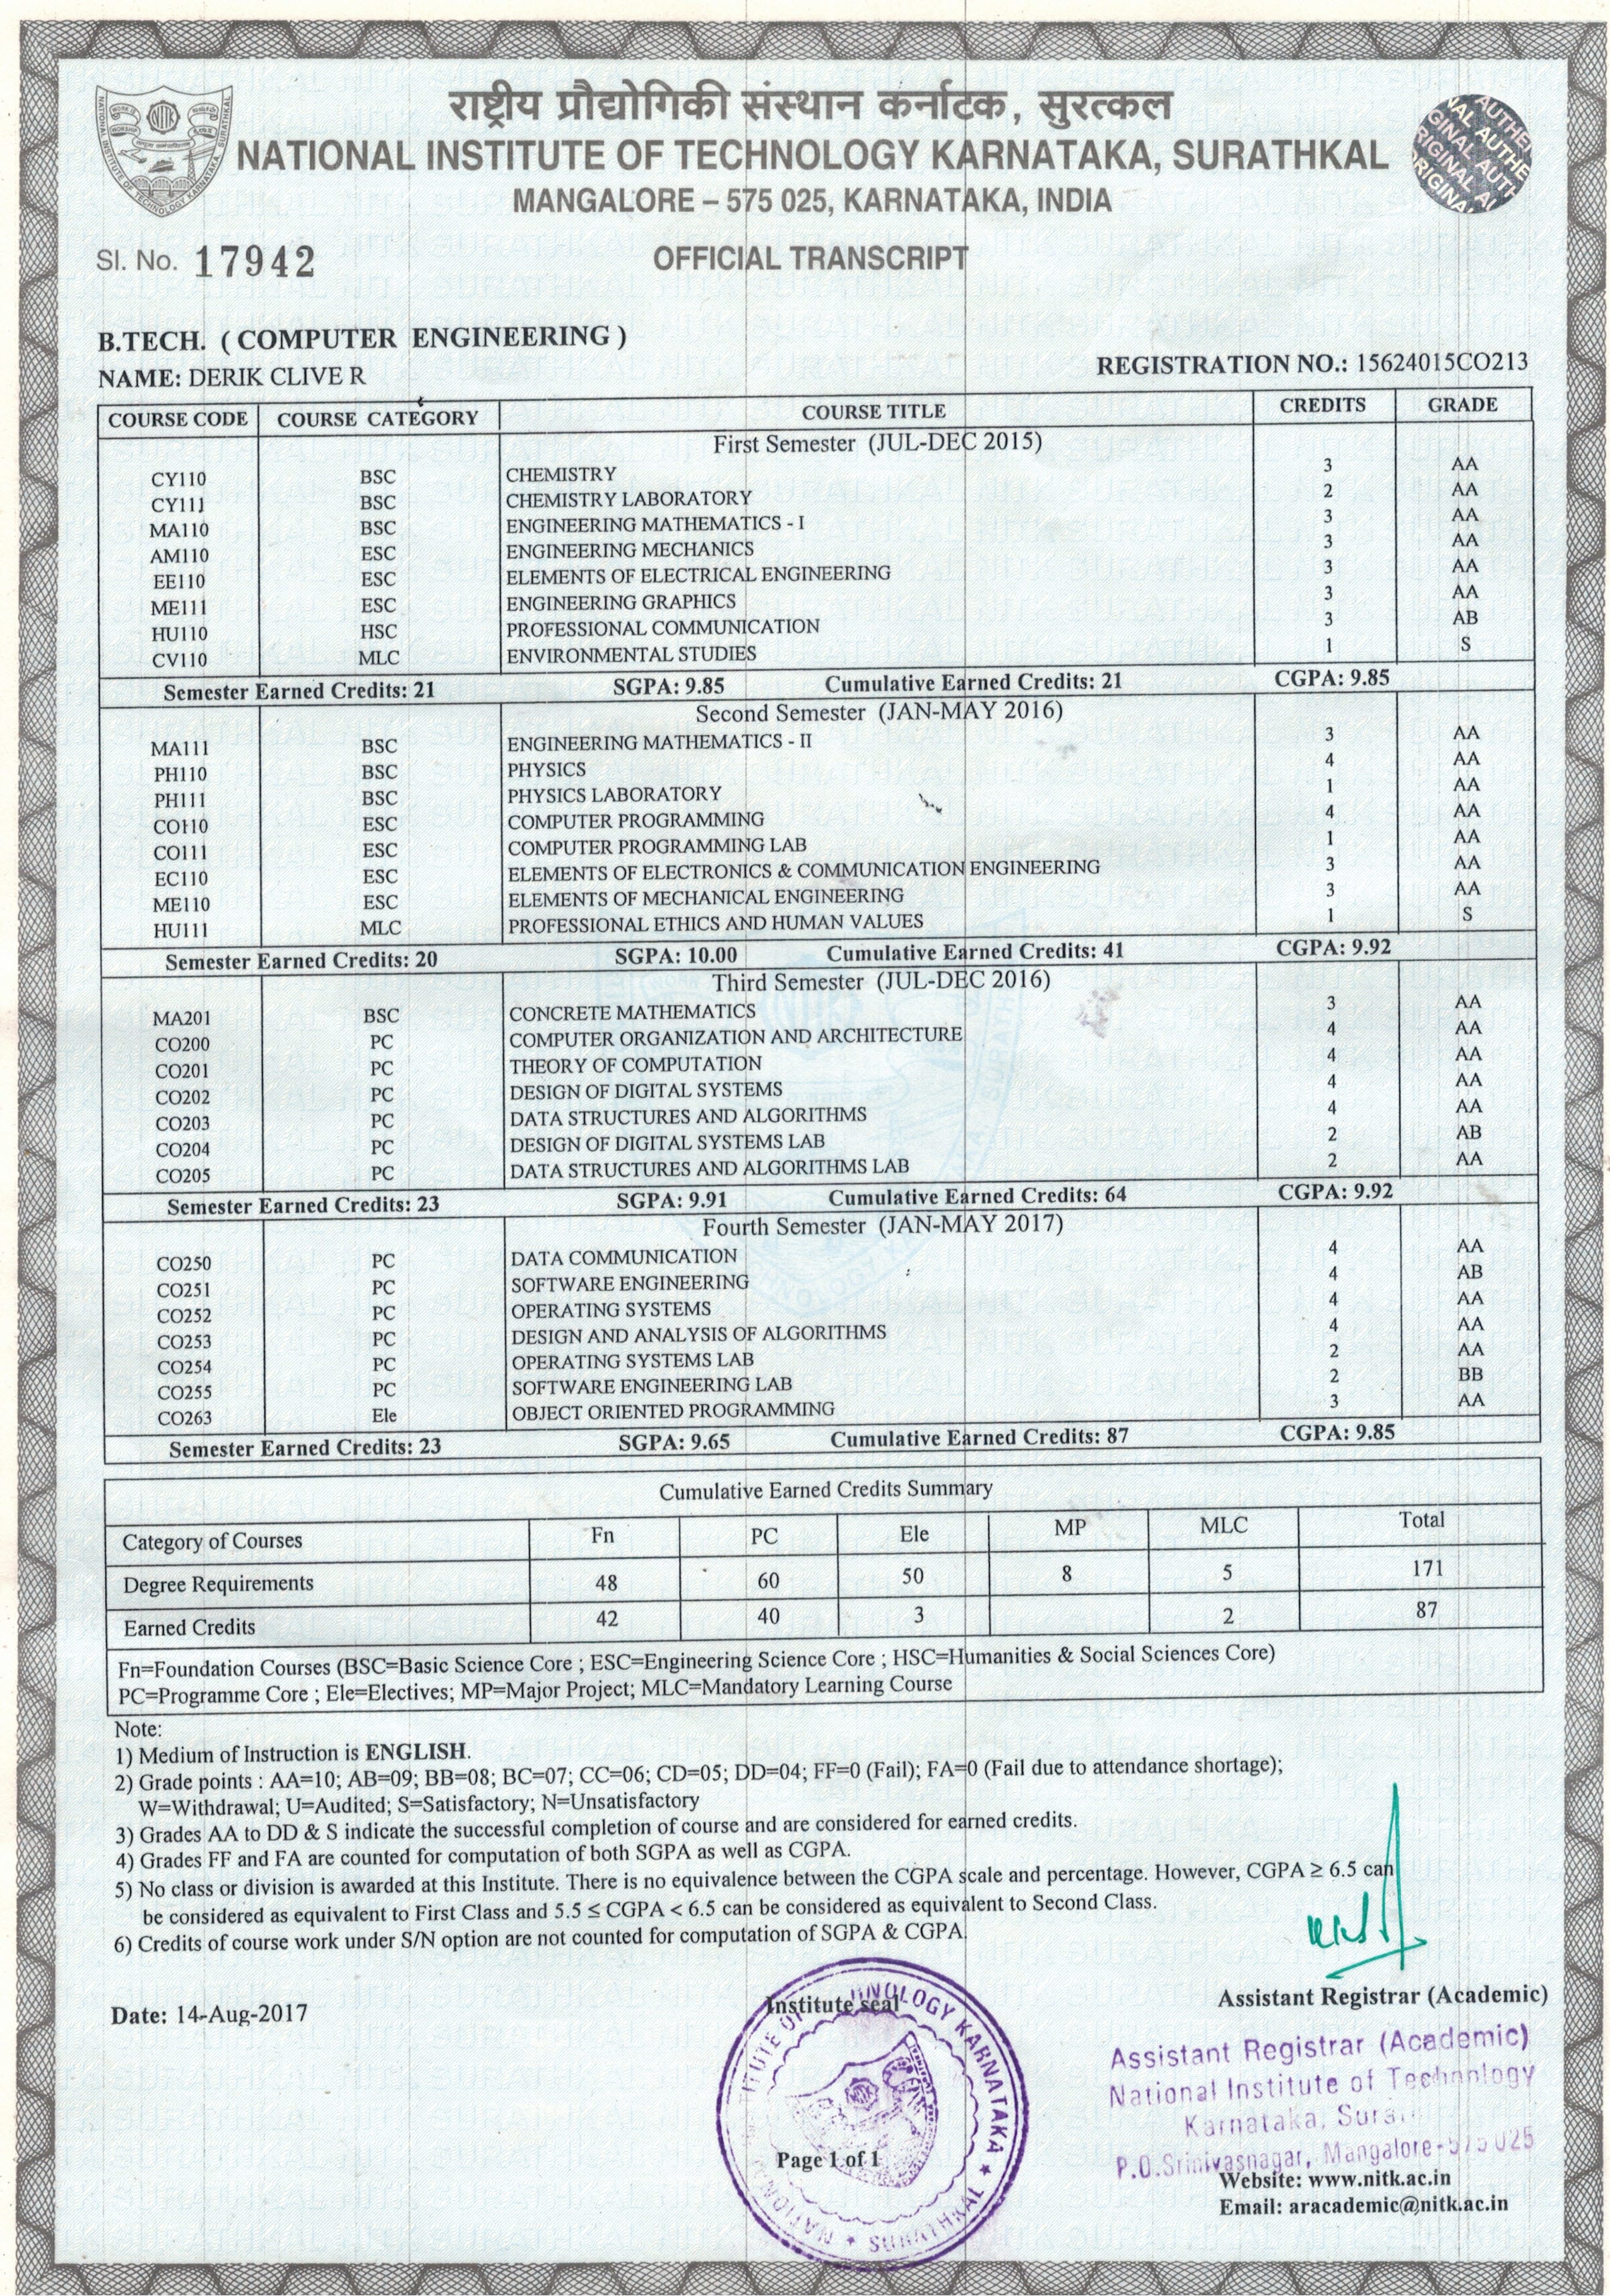 राष्ट्रीय प्रौद्योगिकी संस्थान कर्नाटक, सुरत्कल
NATIONAL INSTITUTE OF TECHNOLOGY KARNATAKA, SURATHKAL
MANGALORE – 575 025, KARNATAKA, INDIA
Sl. No. 17942 OFFICIAL TRANSCRIPT
B.TECH. ( COMPUTER ENGINEERING )
NAME: DERIK CLIVE R REGISTRATION NO.: 15624015CO213
COURSE CODE COURSE CATEGORY COURSE TITLE CREDITS GRADE
First Semester (JUL-DEC 2015)
CY110 BSC CHEMISTRY 3 AA
CY111 BSC CHEMISTRY LABORATORY 2 AA
MA110 BSC ENGINEERING MATHEMATICS - I 3 AA
AM110 ESC ENGINEERING MECHANICS 3 AA
EE110 ESC ELEMENTS OF ELECTRICAL ENGINEERING 3 AA
ME111 ESC ENGINEERING GRAPHICS 3 AA
HU110 HSC PROFESSIONAL COMMUNICATION 3 AB
CV110 MLC ENVIRONMENTAL STUDIES 1 S
Semester Earned Credits: 21 SGPA: 9.85 Cumulative Earned Credits: 21 CGPA: 9.85
Second Semester (JAN-MAY 2016)
MA111 BSC ENGINEERING MATHEMATICS - II 3 AA
PH110 BSC PHYSICS 4 AA
PH111 BSC PHYSICS LABORATORY 1 AA
CO110 ESC COMPUTER PROGRAMMING 4 AA
CO111 ESC COMPUTER PROGRAMMING LAB 1 AA
EC110 ESC ELEMENTS OF ELECTRONICS & COMMUNICATION ENGINEERING 3 AA
ME110 ESC ELEMENTS OF MECHANICAL ENGINEERING 3 AA
HU111 MLC PROFESSIONAL ETHICS AND HUMAN VALUES 1 S
Semester Earned Credits: 20 SGPA: 10.00 Cumulative Earned Credits: 41 CGPA: 9.92
Third Semester (JUL-DEC 2016)
MA201 BSC CONCRETE MATHEMATICS 3 AA
CO200 PC COMPUTER ORGANIZATION AND ARCHITECTURE 4 AA
CO201 PC THEORY OF COMPUTATION 4 AA
CO202 PC DESIGN OF DIGITAL SYSTEMS 4 AA
CO203 PC DATA STRUCTURES AND ALGORITHMS 4 AA
CO204 PC DESIGN OF DIGITAL SYSTEMS LAB 2 AB
CO205 PC DATA STRUCTURES AND ALGORITHMS LAB 2 AA
Semester Earned Credits: 23 SGPA: 9.91 Cumulative Earned Credits: 64 CGPA: 9.92
Fourth Semester (JAN-MAY 2017)
CO250 PC DATA COMMUNICATION 4 AA
CO251 PC SOFTWARE ENGINEERING 4 AB
CO252 PC OPERATING SYSTEMS 4 AA
CO253 PC DESIGN AND ANALYSIS OF ALGORITHMS 4 AA
CO254 PC OPERATING SYSTEMS LAB 2 AA
CO255 PC SOFTWARE ENGINEERING LAB 2 BB
CO263 Ele OBJECT ORIENTED PROGRAMMING 3 AA
Semester Earned Credits: 23 SGPA: 9.65 Cumulative Earned Credits: 87 CGPA: 9.85
Cumulative Earned Credits Summary
Category of Courses Fn PC Ele MP MLC Total
Degree Requirements 48 60 50 8 5 171
Earned Credits 42 40 3 2 87
Fn=Foundation Courses (BSC=Basic Science Core ; ESC=Engineering Science Core ; HSC=Humanities & Social Sciences Core)
PC=Programme Core ; Ele=Electives; MP=Major Project; MLC=Mandatory Learning Course
Note:
1) Medium of Instruction is ENGLISH.
2) Grade points : AA=10; AB=09; BB=08; BC=07; CC=06; CD=05; DD=04; FF=0 (Fail); FA=0 (Fail due to attendance shortage);
W=Withdrawal; U=Audited; S=Satisfactory; N=Unsatisfactory
3) Grades AA to DD & S indicate the successful completion of course and are considered for earned credits.
4) Grades FF and FA are counted for computation of both SGPA as well as CGPA.
5) No class or division is awarded at this Institute. There is no equivalence between the CGPA scale and percentage. However, CGPA ≥ 6.5 can
be considered as equivalent to First Class and 5.5 ≤ CGPA < 6.5 can be considered as equivalent to Second Class.
6) Credits of course work under S/N option are not counted for computation of SGPA & CGPA.
Date: 14-Aug-2017 Institute seal Assistant Registrar (Academic)
Assistant Registrar (Academic)
National Institute of Technology
Karnataka,
P.O.Srinivasnagar, Mangalore-575 025
Page 1 of 1
Website: www.nitk.ac.in
Email: aracademic@nitk.ac.in
KARNATAKA
SURATHKAL